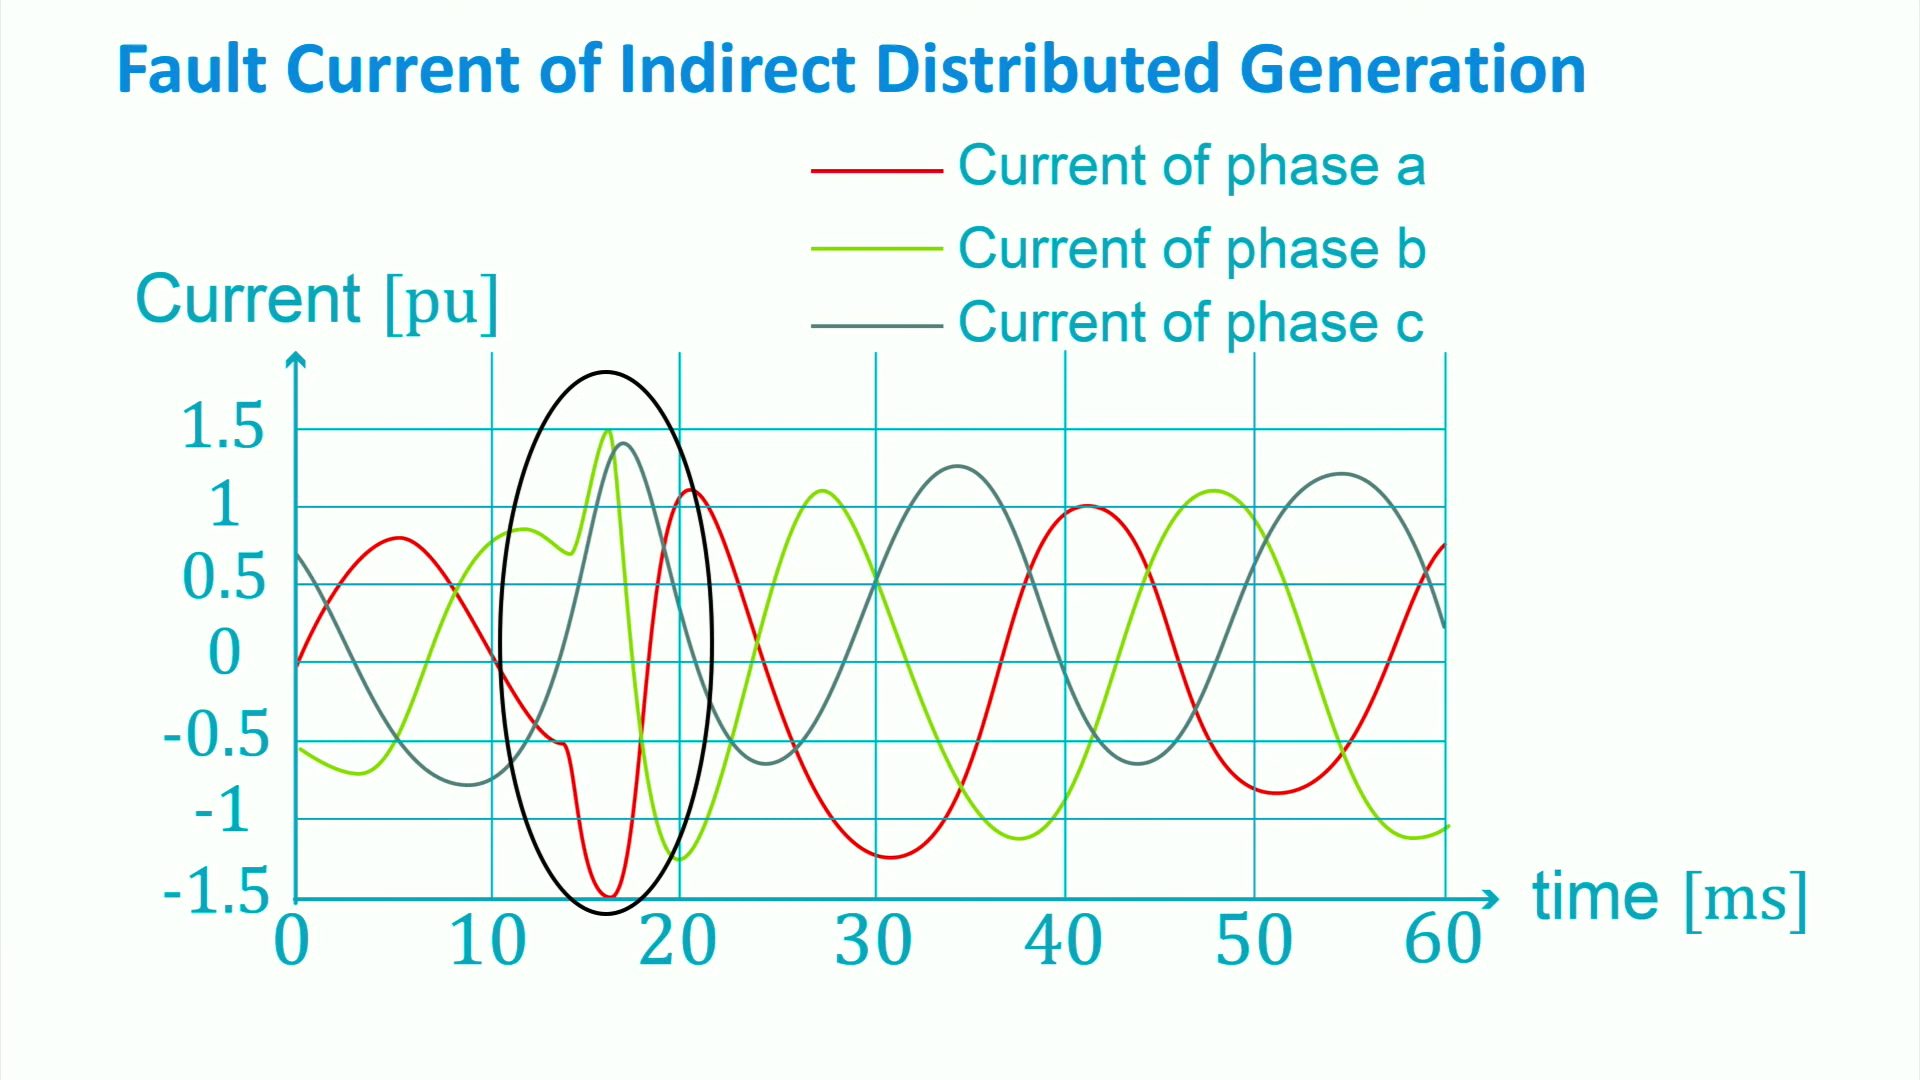 Fault Current of Indirect Distributed Generation
Current of phase a
Current of phase b
Current of phase c
Current [pu]
1.5
1
0.5
0
-0.5
-1
-1.5
0 10 20 30 40 50 60
time [ms]